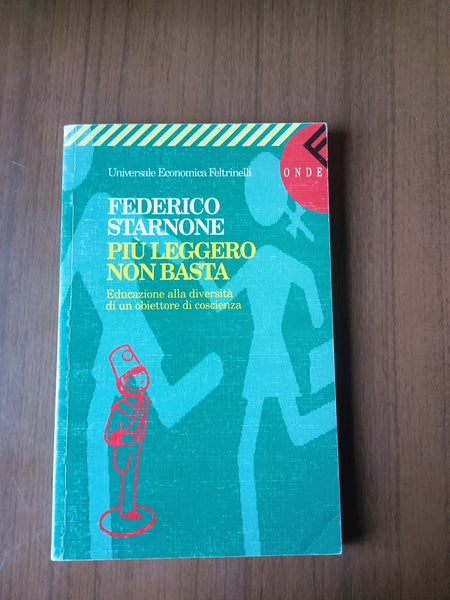 Universale Economica Feltrinelli
ONDE
FEDERICO
STARNONE
PIÙ LEGGERO
NON BASTA
Educazione alla diversità
di un obiettore di coscienza